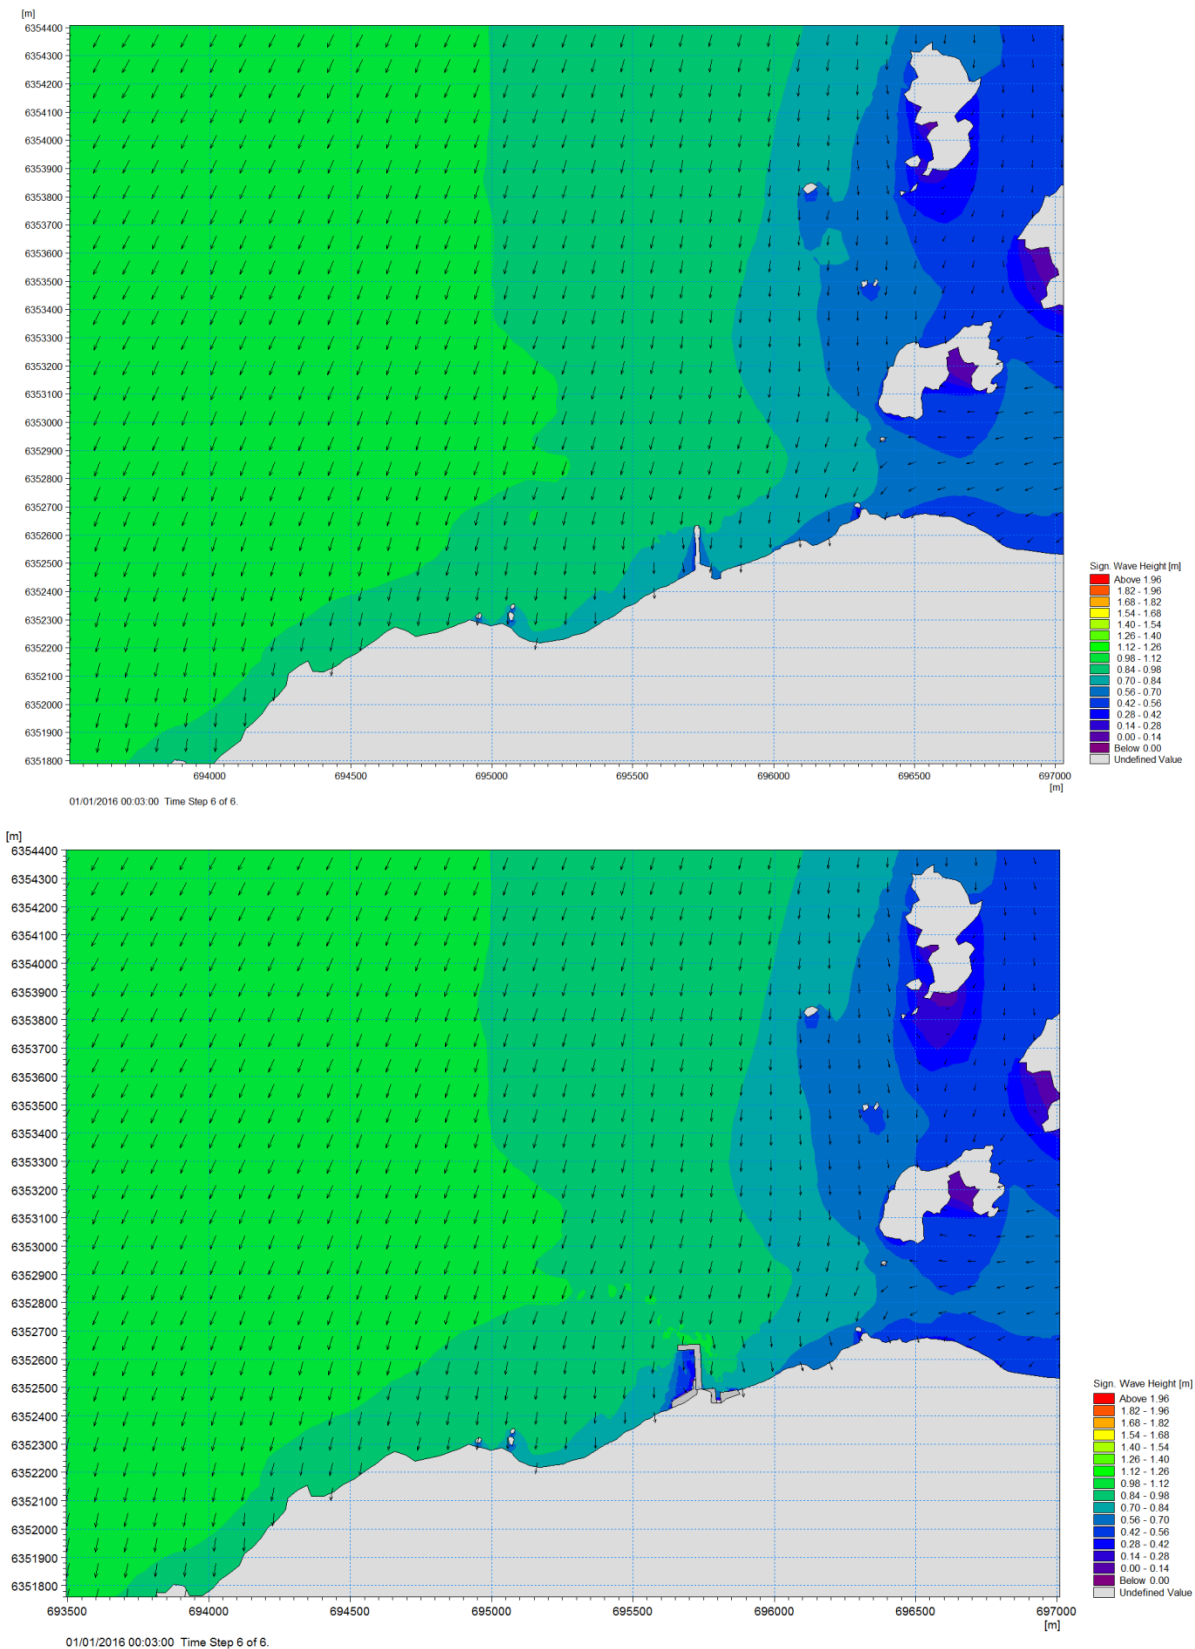 [m]
6354400
6354300
6354200
6354100
6354000
6353900
6353800
6353700
6353600
6353500
6353400
6353300
6353200
6353100
6353000
6352900
6352800
6352700
6352600
6352500
6352400
6352300
6352200
6352100
6352000
6351900
6351800
694000 694500 695000 695500 696000 696500 697000
[m]
01/01/2016 00:03:00 Time Step 6 of 6.
Sign. Wave Height [m]
Above 1.96
1.82 - 1.96
1.68 - 1.82
1.54 - 1.68
1.40 - 1.54
1.26 - 1.40
1.12 - 1.26
0.98 - 1.12
0.84 - 0.98
0.70 - 0.84
0.56 - 0.70
0.42 - 0.56
0.28 - 0.42
0.14 - 0.28
0.00 - 0.14
Below 0.00
Undefined Value
[m]
6354400
6354300
6354200
6354100
6354000
6353900
6353800
6353700
6353600
6353500
6353400
6353300
6353200
6353100
6353000
6352900
6352800
6352700
6352600
6352500
6352400
6352300
6352200
6352100
6352000
6351900
6351800
693500 694000 694500 695000 695500 696000 696500 697000
[m]
01/01/2016 00:03:00 Time Step 6 of 6.
Sign. Wave Height [m]
Above 1.96
1.82 - 1.96
1.68 - 1.82
1.54 - 1.68
1.40 - 1.54
1.26 - 1.40
1.12 - 1.26
0.98 - 1.12
0.84 - 0.98
0.70 - 0.84
0.56 - 0.70
0.42 - 0.56
0.28 - 0.42
0.14 - 0.28
0.00 - 0.14
Below 0.00
Undefined Value